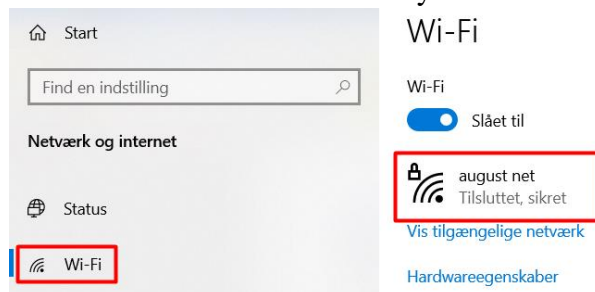 Start
Find en indstilling
Netværk og internet
Status
Wi-Fi
Wi-Fi
Wi-Fi
Slået til
august net
Tilsluttet, sikret
Vis tilgængelige netværk
Hardwareegenskaber